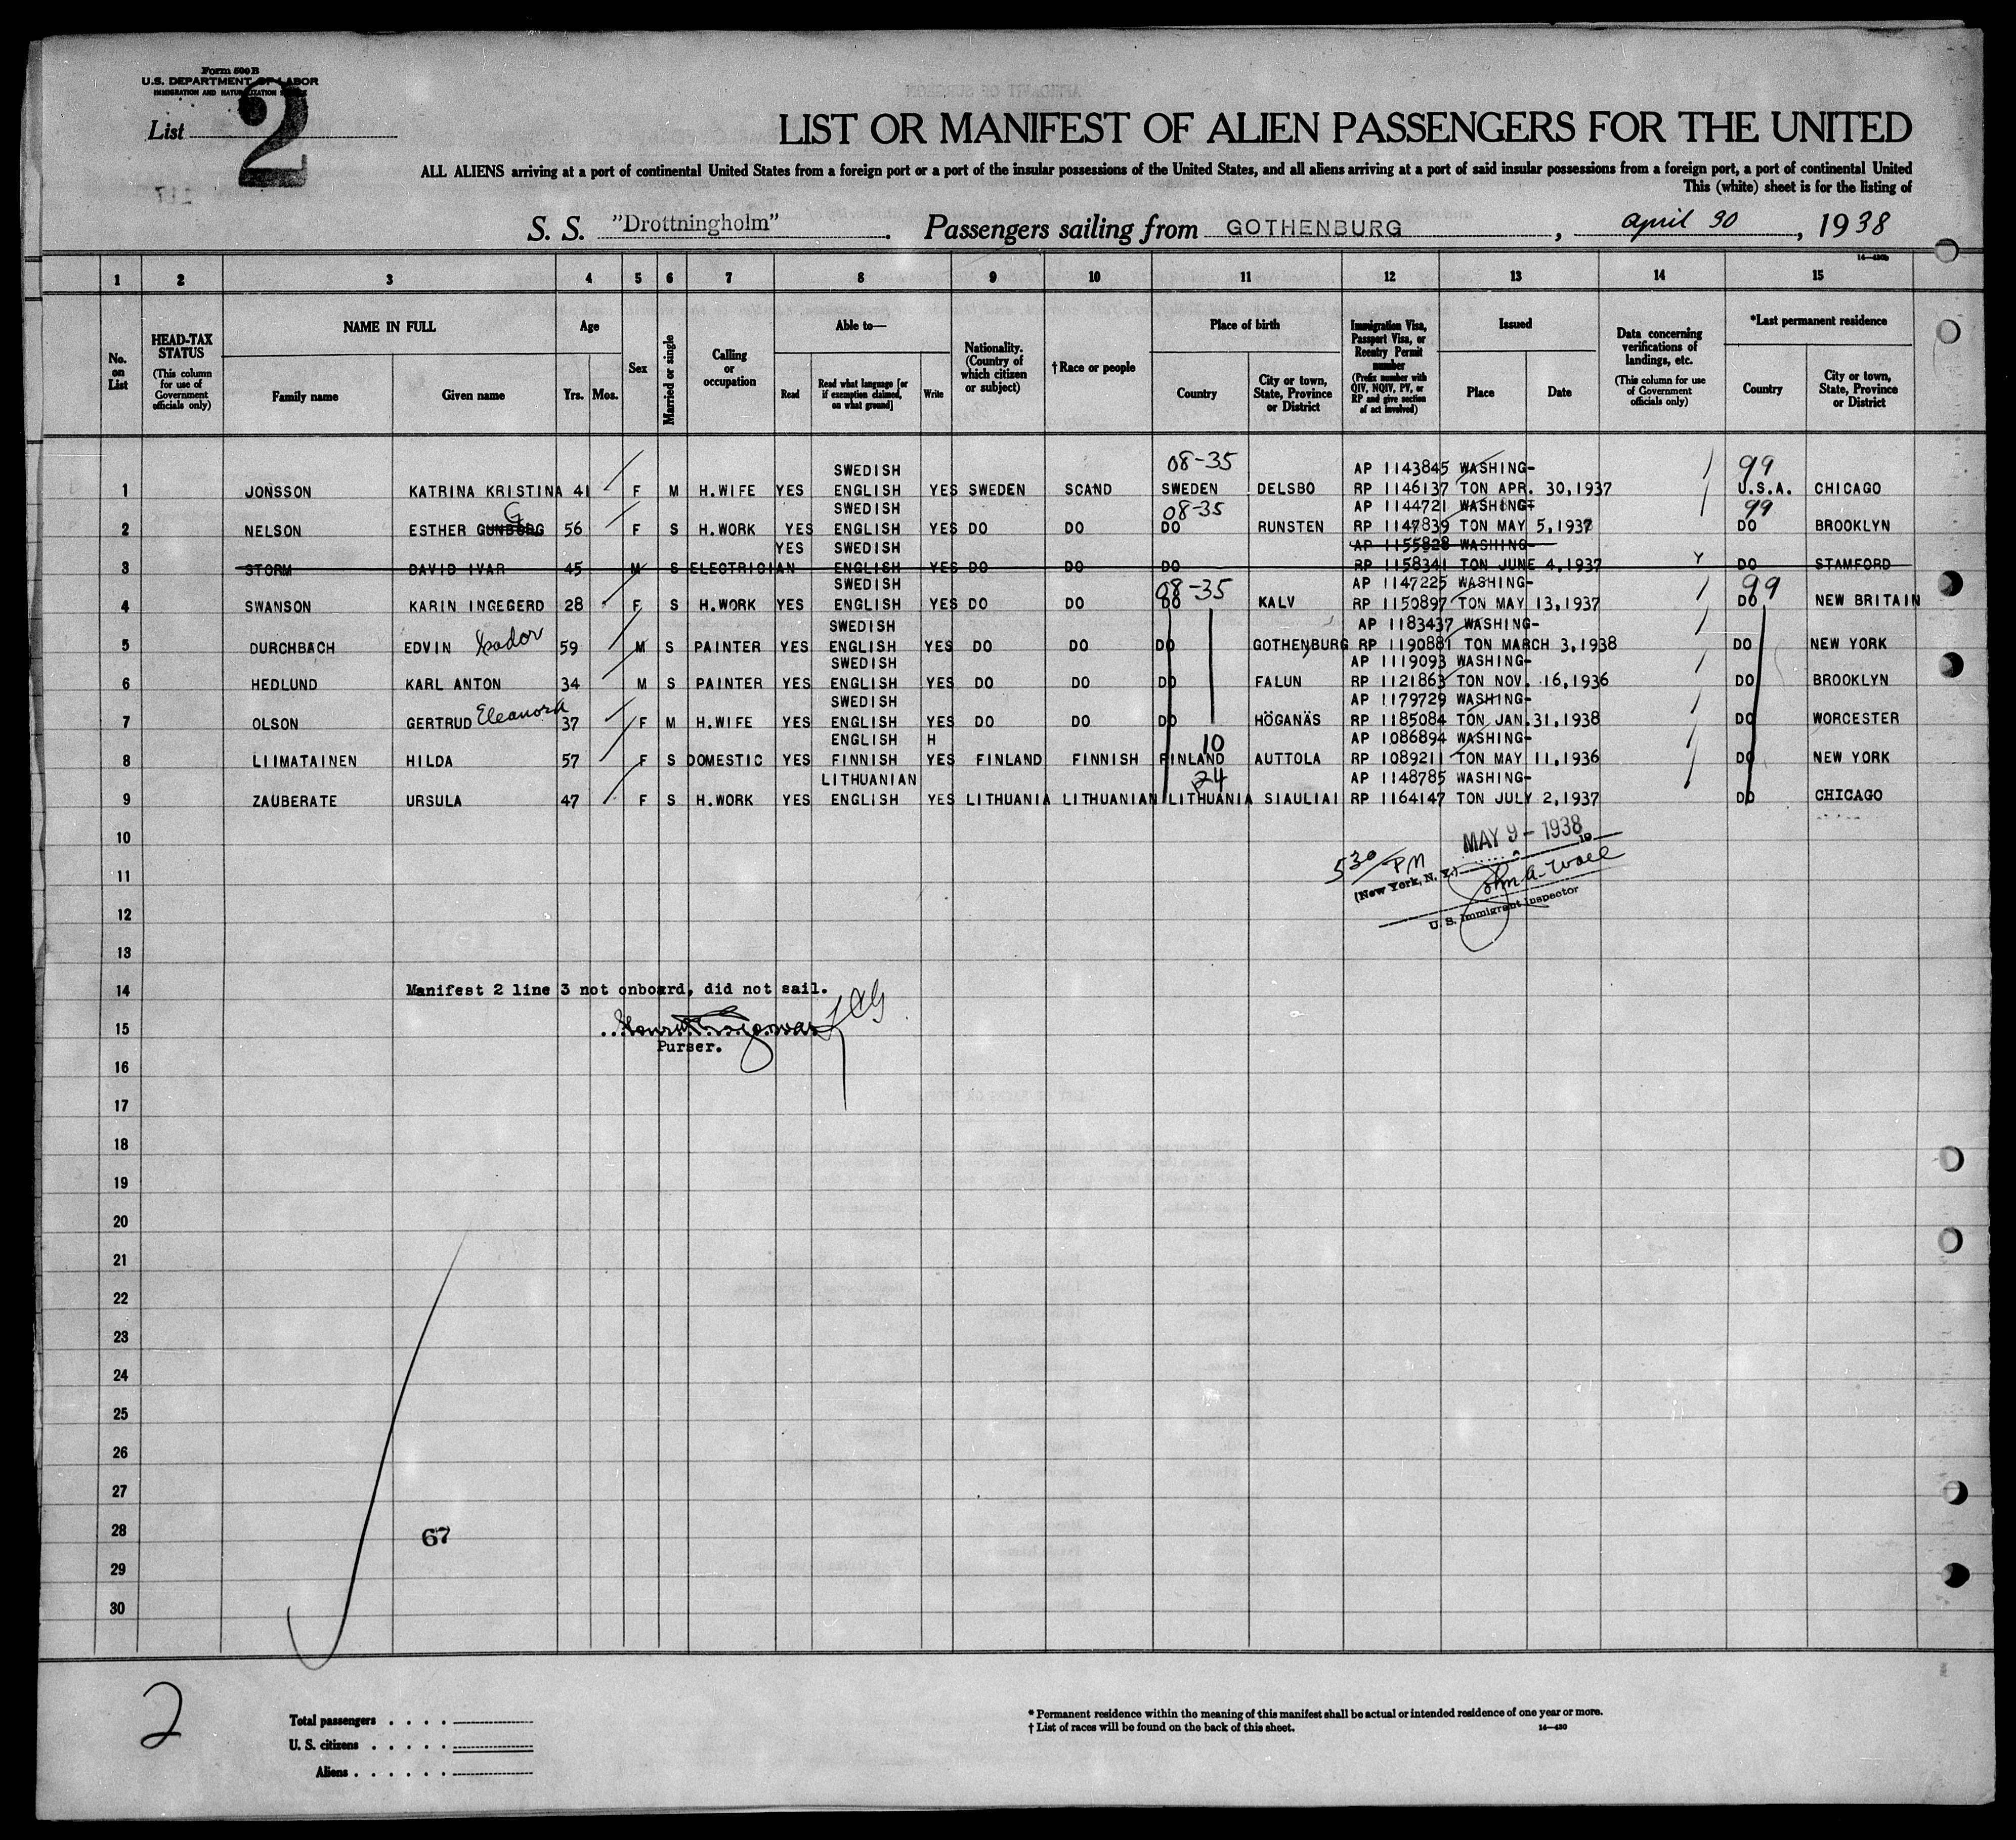 Form 500 B
U.S. DEPARTMENT OF LABOR
IMMIGRATION AND NATURALIZATION
List 2
LIST OR MANIFEST OF ALIEN PASSENGERS FOR THE UNITED
ALL ALIENS arriving at a port of continental United States from a foreign port or a port of the insular possessions of the United States, and all aliens arriving at a port of said insular possessions from a foreign port, a port of continental United
This (white) sheet is for the listing of
S. S. "Drottningholm". Passengers sailing from GOTHENBURG, April 30, 1938
14—430b
1 2 3 4 5 6 7 8 9 10 11 12 13 14 15
No. on List
HEAD-TAX STATUS (This column for use of Government officials only)
NAME IN FULL
Family name Given name
Age
Yrs. Mos.
Sex
Married or single
Calling or occupation
Able to—
Read Read what language [or if exemption claimed, on what ground] Write
Nationality. (Country of which citizen or subject)
†Race or people
Place of birth
Country City or town, State, Province or District
Immigration Visa, Passport Visa, or Reentry Permit number (Prefix number with QIV, NQIV, PV, or RP and give section of act involved)
Issued
Place Date
Data concerning verifications of landings, etc. (This column for use of Government officials only)
*Last permanent residence
Country City or town, State, Province or District
SWEDISH 08-35 AP 1143845 WASHING- 99
1 JONSSON KATRINA KRISTINA 41 F M H.WIFE YES ENGLISH YES SWEDEN SCAND SWEDEN DELSBO RP 1146137 TON APR. 30,1937 U.S.A. CHICAGO
G SWEDISH 08-35 AP 1144721 WASHINGT 99
2 NELSON ESTHER GUNBORG 56 F S H.WORK YES ENGLISH YES DO DO DO RUNSTEN RP 1147839 TON MAY 5,1937 DO BROOKLYN
YES SWEDISH AP 1155828 WASHING-
3 STORM DAVID IVAR 45 M S ELECTRICIAN ENGLISH YES DO DO DO RP 1158341 TON JUNE 4,1937 Y DO STAMFORD
SWEDISH 08-35 AP 1147225 WASHING- 99
4 SWANSON KARIN INGEGERD 28 F S H.WORK YES ENGLISH YES DO DO DO KALV RP 1150897 TON MAY 13,1937 DO NEW BRITAIN
SWEDISH AP 1183437 WASHING-
5 DURCHBACH EDVIN Isador 59 M S PAINTER YES ENGLISH YES DO DO DO GOTHENBURG RP 1190881 TON MARCH 3,1938 DO NEW YORK
SWEDISH AP 1119093 WASHING-
6 HEDLUND KARL ANTON 34 M S PAINTER YES ENGLISH YES DO DO DO FALUN RP 1121863 TON NOV. 16,1936 DO BROOKLYN
SWEDISH AP 1179729 WASHING-
7 OLSON GERTRUD Eleanora 37 F M H.WIFE YES ENGLISH YES DO DO DO HÖGANÄS RP 1185084 TON JAN.31,1938 DO WORCESTER
ENGLISH H 10 AP 1086894 WASHING-
8 LIIMATAINEN HILDA 57 F S DOMESTIC YES FINNISH YES FINLAND FINNISH FINLAND AUTTOLA RP 1089211 TON MAY 11,1936 DO NEW YORK
LITHUANIAN 24 AP 1148785 WASHING-
9 ZAUBERATE URSULA 47 F S H.WORK YES ENGLISH YES LITHUANIA LITHUANIAN LITHUANIA SIAULIAI RP 1164147 TON JULY 2,1937 DO CHICAGO
10
MAY 9 - 1938 19
530/PM
11
(New York, N. Y.)
12
U. S. Immigrant Inspector
13
14 Manifest 2 line 3 not onboard, did not sail.
15
Purser.
16
17
18
19
20
21
22
23
24
25
26
27
28 67
29
30
2
Total passengers
U. S. citizens
Aliens
* Permanent residence within the meaning of this manifest shall be actual or intended residence of one year or more.
† List of races will be found on the back of this sheet. 14—430